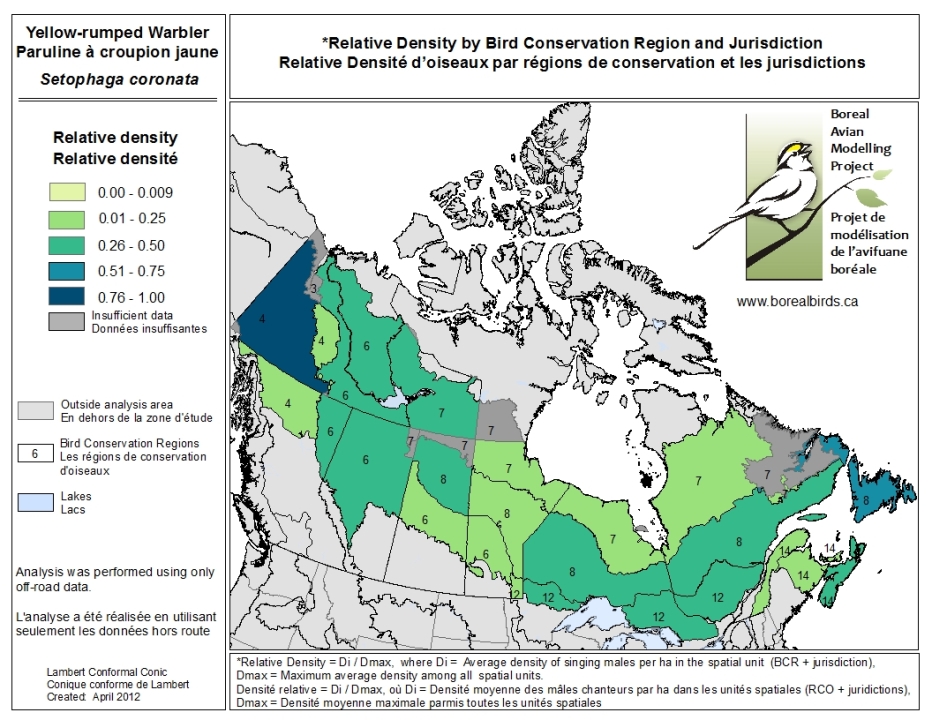 Yellow-rumped Warbler
Paruline à croupion jaune
Setophaga coronata
*Relative Density by Bird Conservation Region and Jurisdiction
Relative Densité d'oiseaux par régions de conservation et les jurisdictions
Relative density
Relative densité
0.00 - 0.009
0.01 - 0.25
0.26 - 0.50
0.51 - 0.75
0.76 - 1.00
Insufficient data
Données insuffisantes
Outside analysis area
En dehors de la zone d'étude
6
Bird Conservation Regions
Les régions de conservation
d'oiseaux
Lakes
Lacs
Analysis was performed using only
off-road data.
L'analyse a été réalisée en utilisant
seulement les données hors route
Lambert Conformal Conic
Conique conforme de Lambert
Created: April 2012
Boreal
Avian
Modelling
Project
Projet de
modélisation
de l'avifuane
boréale
www.borealbirds.ca
3
4
4
6
4
6
7
7
6
6
7
7
7
8
7
7
8
8
6
8
7
8
6
4
3
2
12
12
12
14
14
14
14
14
*Relative Density = Di / Dmax, where Di = Average density of singing males per ha in the spatial unit (BCR + jurisdiction),
Dmax = Maximum average density among all spatial units.
Densité relative = Di / Dmax, où Di = Densité moyenne des mâles chanteurs par ha dans les unités spatiales (RCO + juridictions),
Dmax = Densité moyenne maximale parmis toutes les unités spatiales